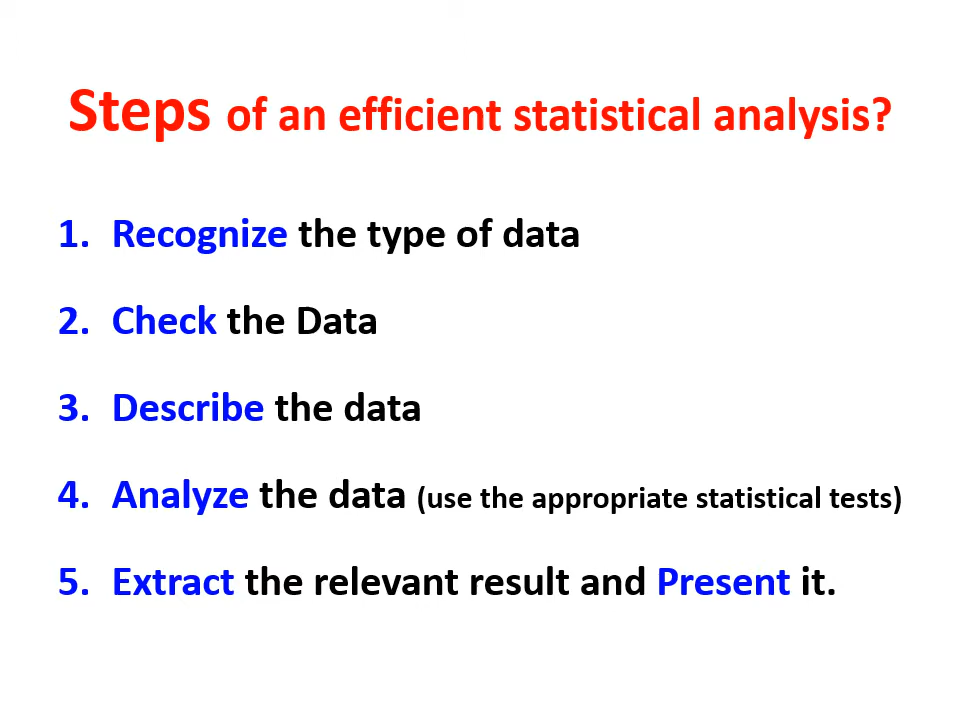 Steps of an efficient statistical analysis?
1. Recognize the type of data
2. Check the Data
3. Describe the data
4. Analyze the data (use the appropriate statistical tests)
5. Extract the relevant result and Present it.